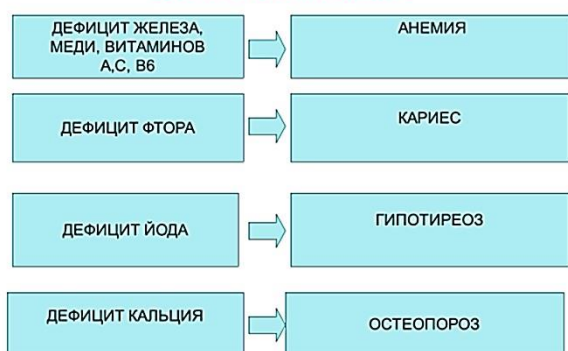 ДЕФИЦИТ ЖЕЛЕЗА,
МЕДИ, ВИТАМИНОВ
А,С, В6
АНЕМИЯ
ДЕФИЦИТ ФТОРА
КАРИЕС
ДЕФИЦИТ ЙОДА
ГИПОТИРЕОЗ
ДЕФИЦИТ КАЛЬЦИЯ
ОСТЕОПОРОЗ